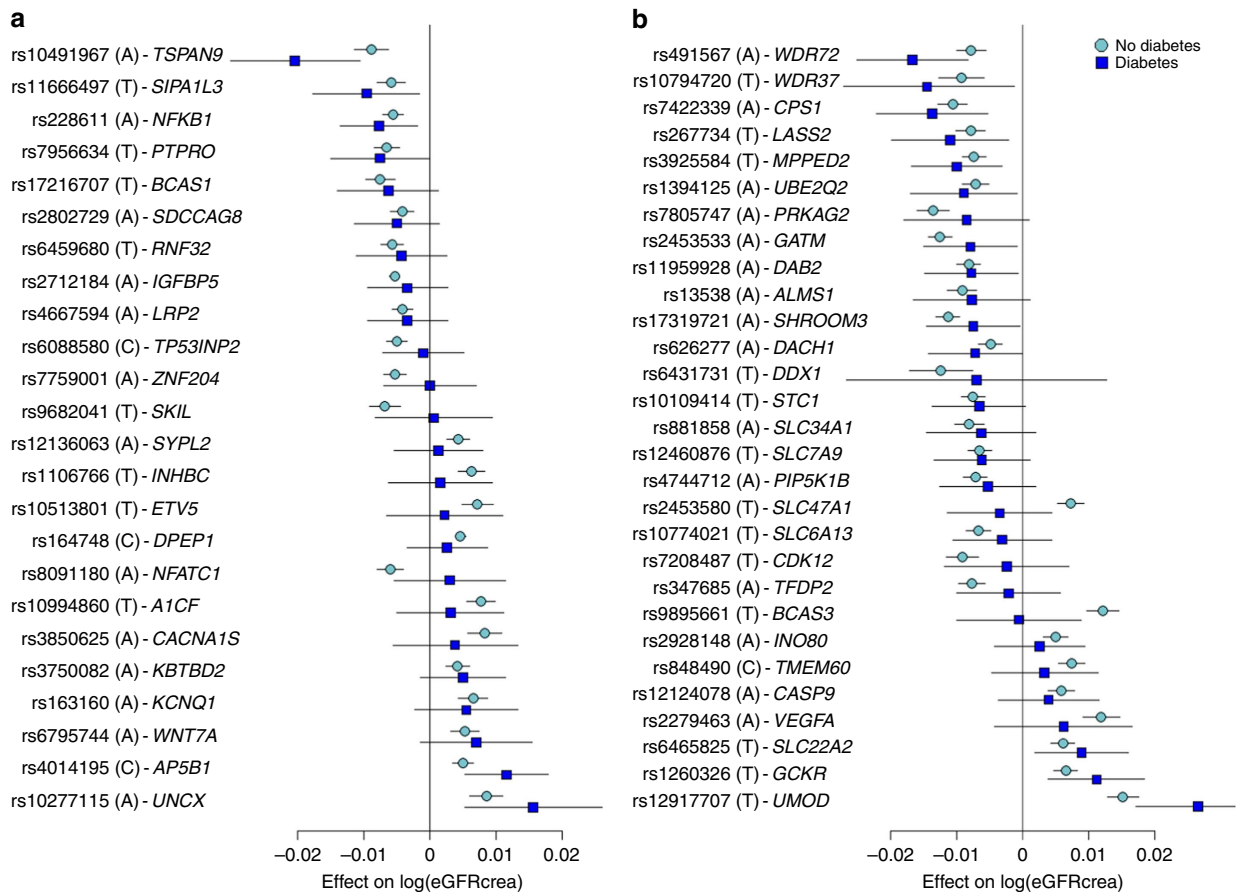 a
rs10491967 (A) - TSPAN9
rs11666497 (T) - SIPA1L3
rs228611 (A) - NFKB1
rs7956634 (T) - PTPRO
rs17216707 (T) - BCAS1
rs2802729 (A) - SDCCAG8
rs6459680 (T) - RNF32
rs2712184 (A) - IGFBP5
rs4667594 (A) - LRP2
rs6088580 (C) - TP53INP2
rs7759001 (A) - ZNF204
rs9682041 (T) - SKIL
rs12136063 (A) - SYPL2
rs1106766 (T) - INHBC
rs10513801 (T) - ETV5
rs164748 (C) - DPEP1
rs8091180 (A) - NFATC1
rs10994860 (T) - A1CF
rs3850625 (A) - CACNA1S
rs3750082 (A) - KBTBD2
rs163160 (A) - KCNQ1
rs6795744 (A) - WNT7A
rs4014195 (C) - AP5B1
rs10277115 (A) - UNCX
−0.02 −0.01 0 0.01 0.02
Effect on log(eGFRcrea)
b
No diabetes
Diabetes
rs491567 (A) - WDR72
rs10794720 (T) - WDR37
rs7422339 (A) - CPS1
rs267734 (T) - LASS2
rs3925584 (T) - MPPED2
rs1394125 (A) - UBE2Q2
rs7805747 (A) - PRKAG2
rs2453533 (A) - GATM
rs11959928 (A) - DAB2
rs13538 (A) - ALMS1
rs17319721 (A) - SHROOM3
rs626277 (A) - DACH1
rs6431731 (T) - DDX1
rs10109414 (T) - STC1
rs881858 (A) - SLC34A1
rs12460876 (T) - SLC7A9
rs4744712 (A) - PIP5K1B
rs2453580 (T) - SLC47A1
rs10774021 (T) - SLC6A13
rs7208487 (T) - CDK12
rs347685 (A) - TFDP2
rs9895661 (T) - BCAS3
rs2928148 (A) - INO80
rs848490 (C) - TMEM60
rs12124078 (A) - CASP9
rs2279463 (A) - VEGFA
rs6465825 (T) - SLC22A2
rs1260326 (T) - GCKR
rs12917707 (T) - UMOD
−0.02 −0.01 0 0.01 0.02
Effect on log(eGFRcrea)